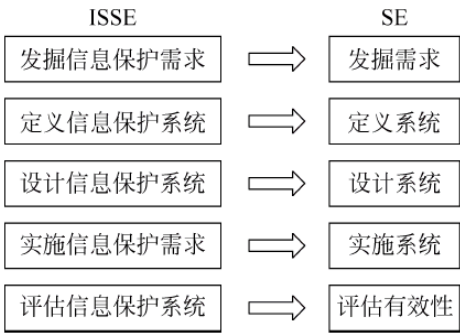 ISSE SE
发掘信息保护需求 发掘需求
定义信息保护系统 定义系统
设计信息保护系统 设计系统
实施信息保护需求 实施系统
评估信息保护系统 评估有效性